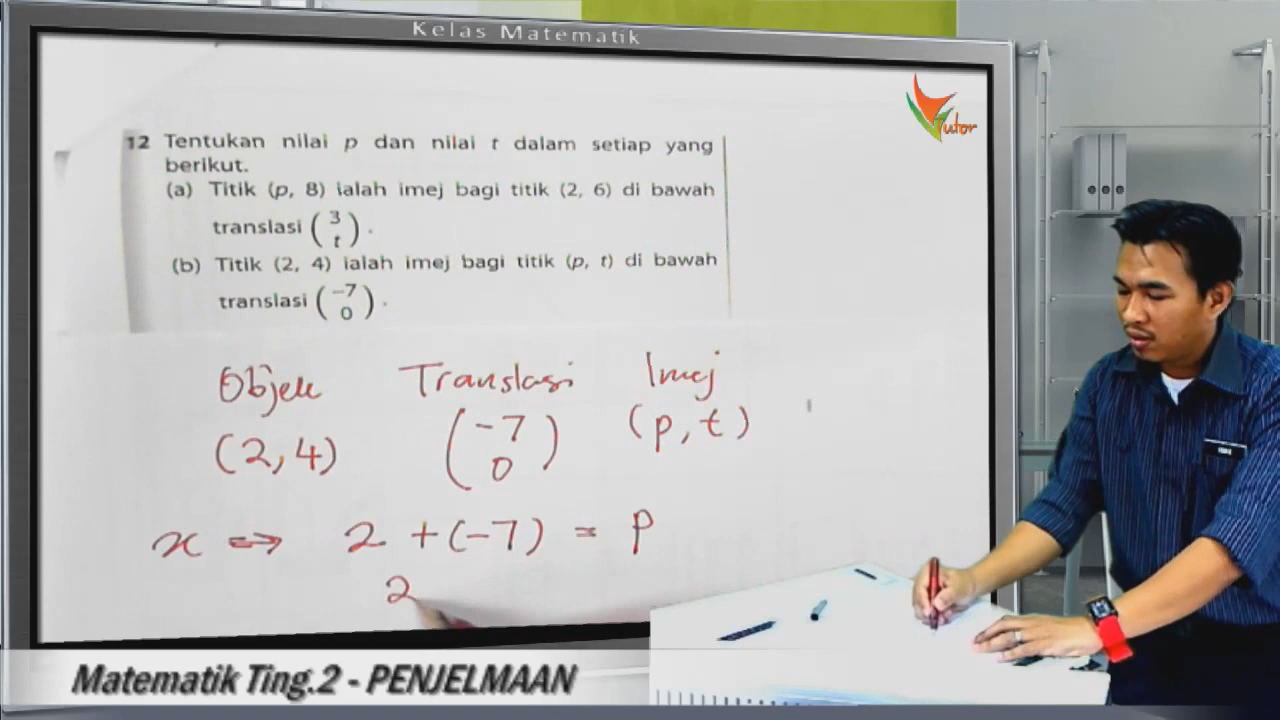 Kelas Matematik
Tutor
12 Tentukan nilai p dan nilai t dalam setiap yang
berikut.
(a) Titik (p, 8) ialah imej bagi titik (2, 6) di bawah
translasi (3 t).
(b) Titik (2, 4) ialah imej bagi titik (p, t) di bawah
translasi (-7 0).
Objek Translasi Imej
(2,4) (-7 0) (p,t)
x ⇔ 2 + (-7) = p
2
Matematik Ting.2 - PENJELMAAN